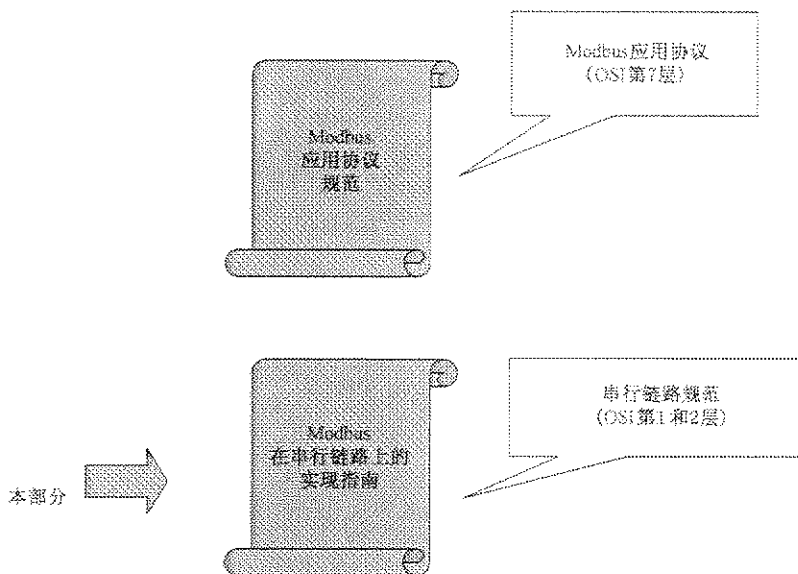 Modbus应用协议
(OSI第7层)
Modbus
应用协议
规范
串行链路规范
(OSI第1和2层)
Modbus
在串行链路上的
实现指南
本部分